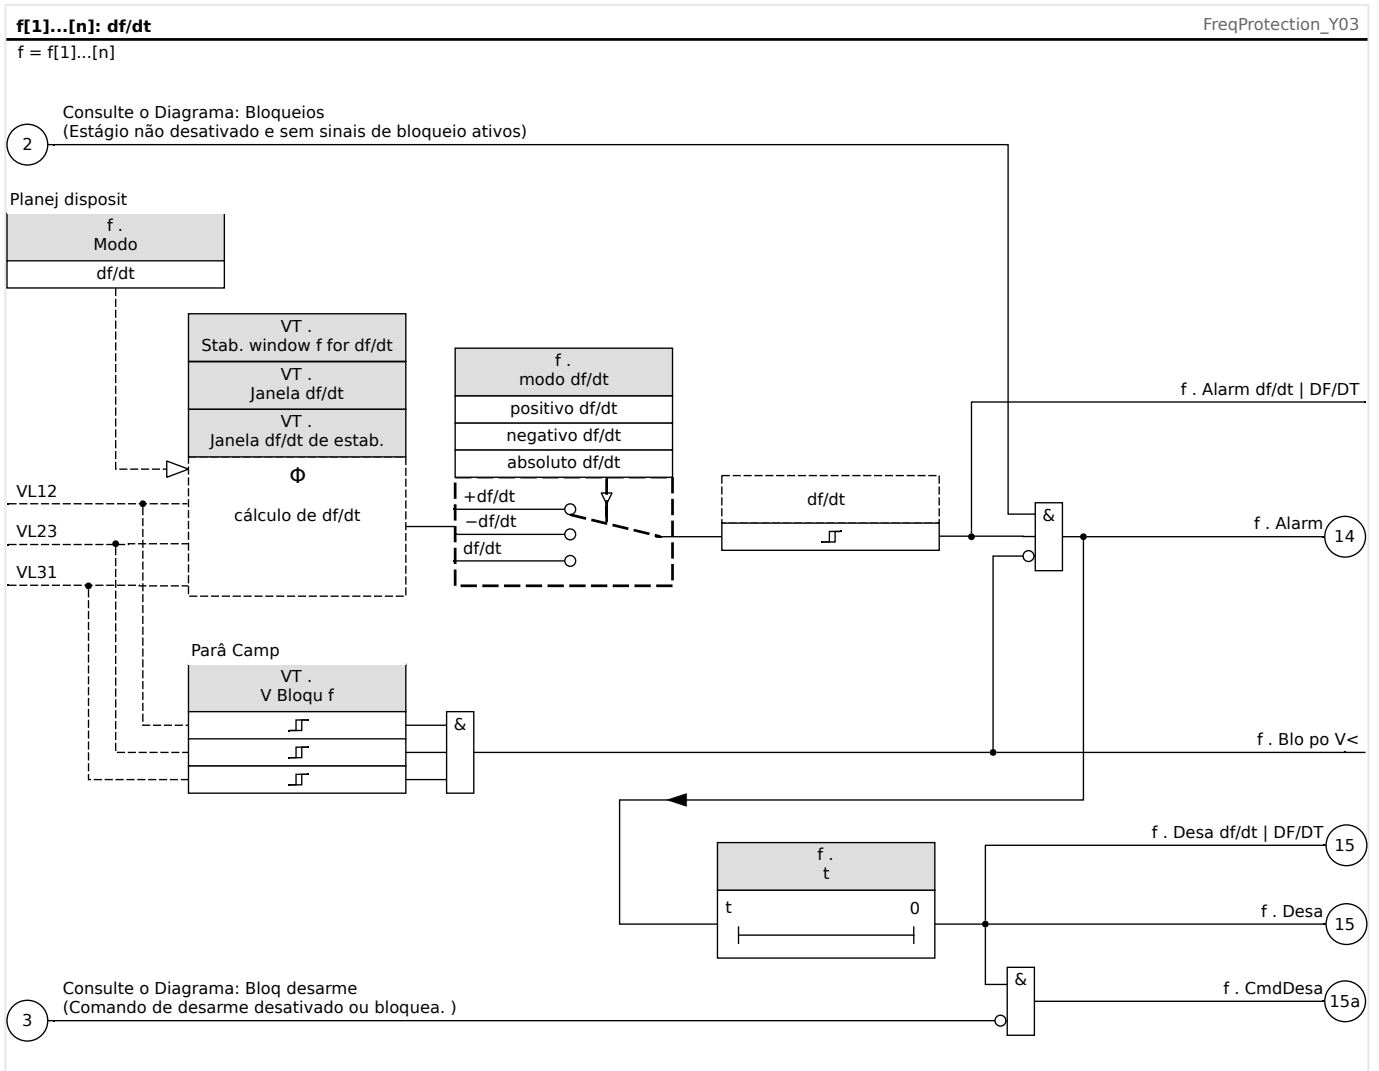 f[1]...[n]: df/dt
FreqProtection_Y03
f = f[1]...[n]
Consulte o Diagrama: Bloqueios
(Estágio não desativado e sem sinais de bloqueio ativos)
2
Planej disposit
f .
Modo
df/dt
VT .
Stab. window f for df/dt
VT .
Janela df/dt
VT .
Janela df/dt de estab.
Φ
cálculo de df/dt
f .
modo df/dt
positivo df/dt
negativo df/dt
absoluto df/dt
+df/dt
−df/dt
df/dt
df/dt
f . Alarm df/dt | DF/DT
VL12
VL23
VL31
&
f . Alarm
14
Parâ Camp
VT .
V Bloqu f
&
f . Blo po V<
f .
t
t
0
f . Desa df/dt | DF/DT
15
f . Desa
15
&
f . CmdDesa
15a
Consulte o Diagrama: Bloq desarme
(Comando de desarme desativado ou bloquea. )
3